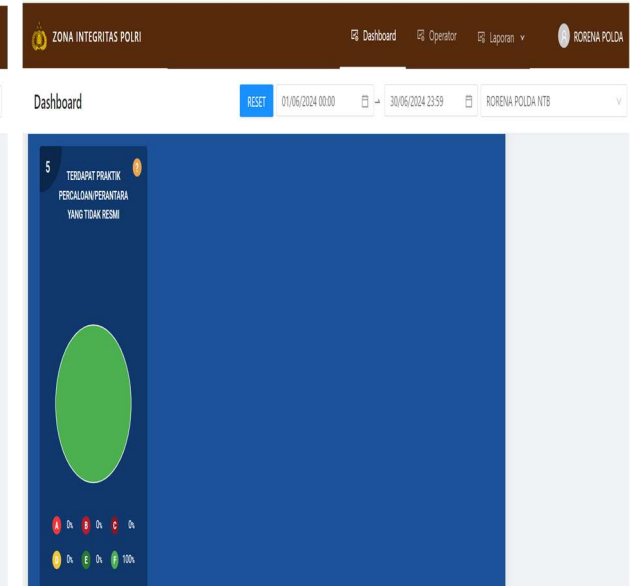 ZONA INTEGRITAS POLRI
Dashboard
Operator
Laporan
RORENA POLDA
Dashboard
RESET
01/06/2024 00:00
30/06/2024 23:59
RORENA POLDA NTB
5
?
TERDAPAT PRAKTIK
PERCALOAN/PERANTARA
YANG TIDAK RESMI
A 0% B 0% C 0%
D 0% E 0% F 100%